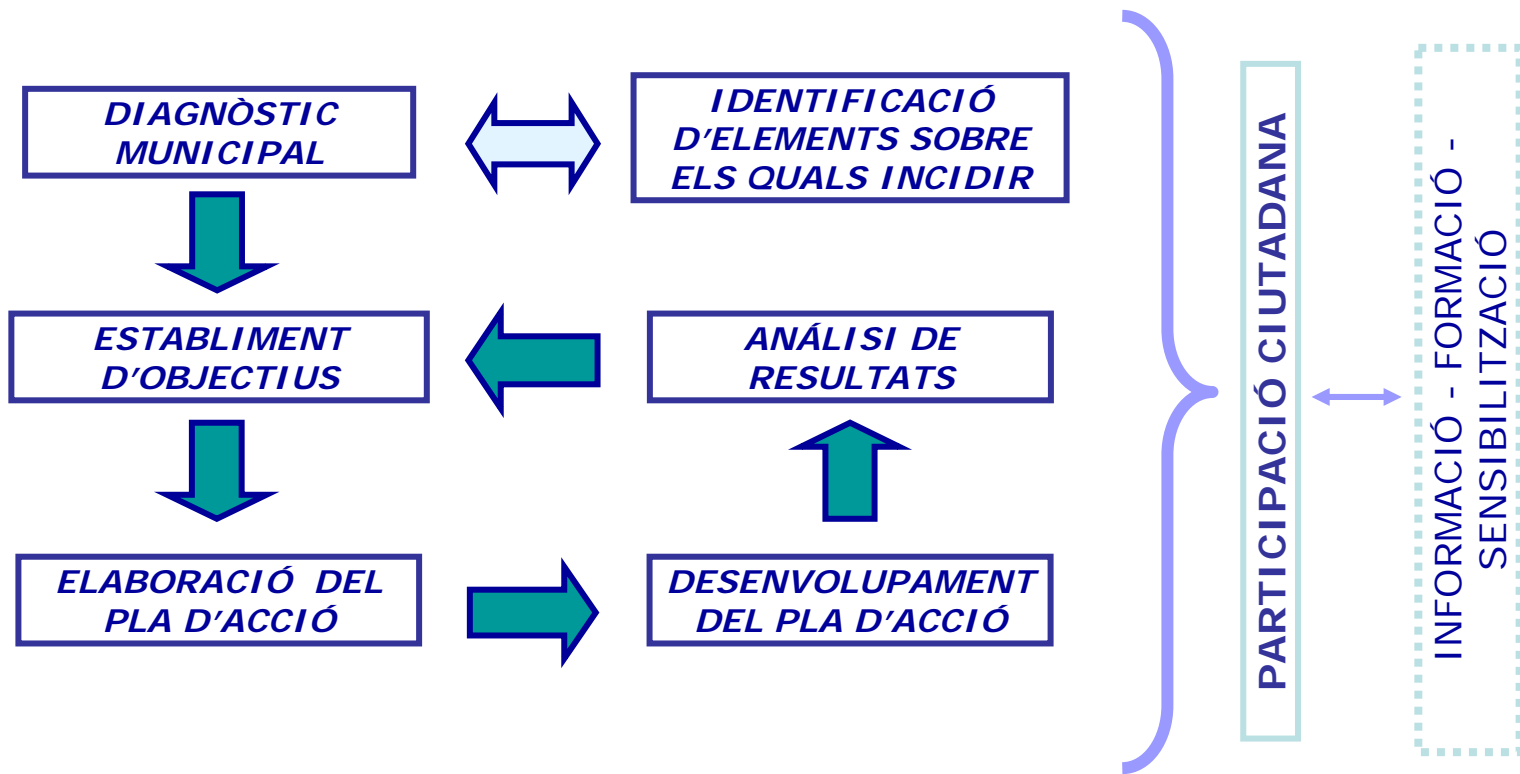 DIAGNÒSTIC
MUNICIPAL
IDENTIFICACIÓ
D’ELEMENTS SOBRE
ELS QUALS INCIDIR
ESTABLIMENT
D’OBJECTIUS
ANÁLISI DE
RESULTATS
ELABORACIÓ DEL
PLA D’ACCIÓ
DESENVOLUPAMENT
DEL PLA D’ACCIÓ
PARTICIPACIÓ CIUTADANA
INFORMACIÓ - FORMACIÓ -
SENSIBILITZACIÓ